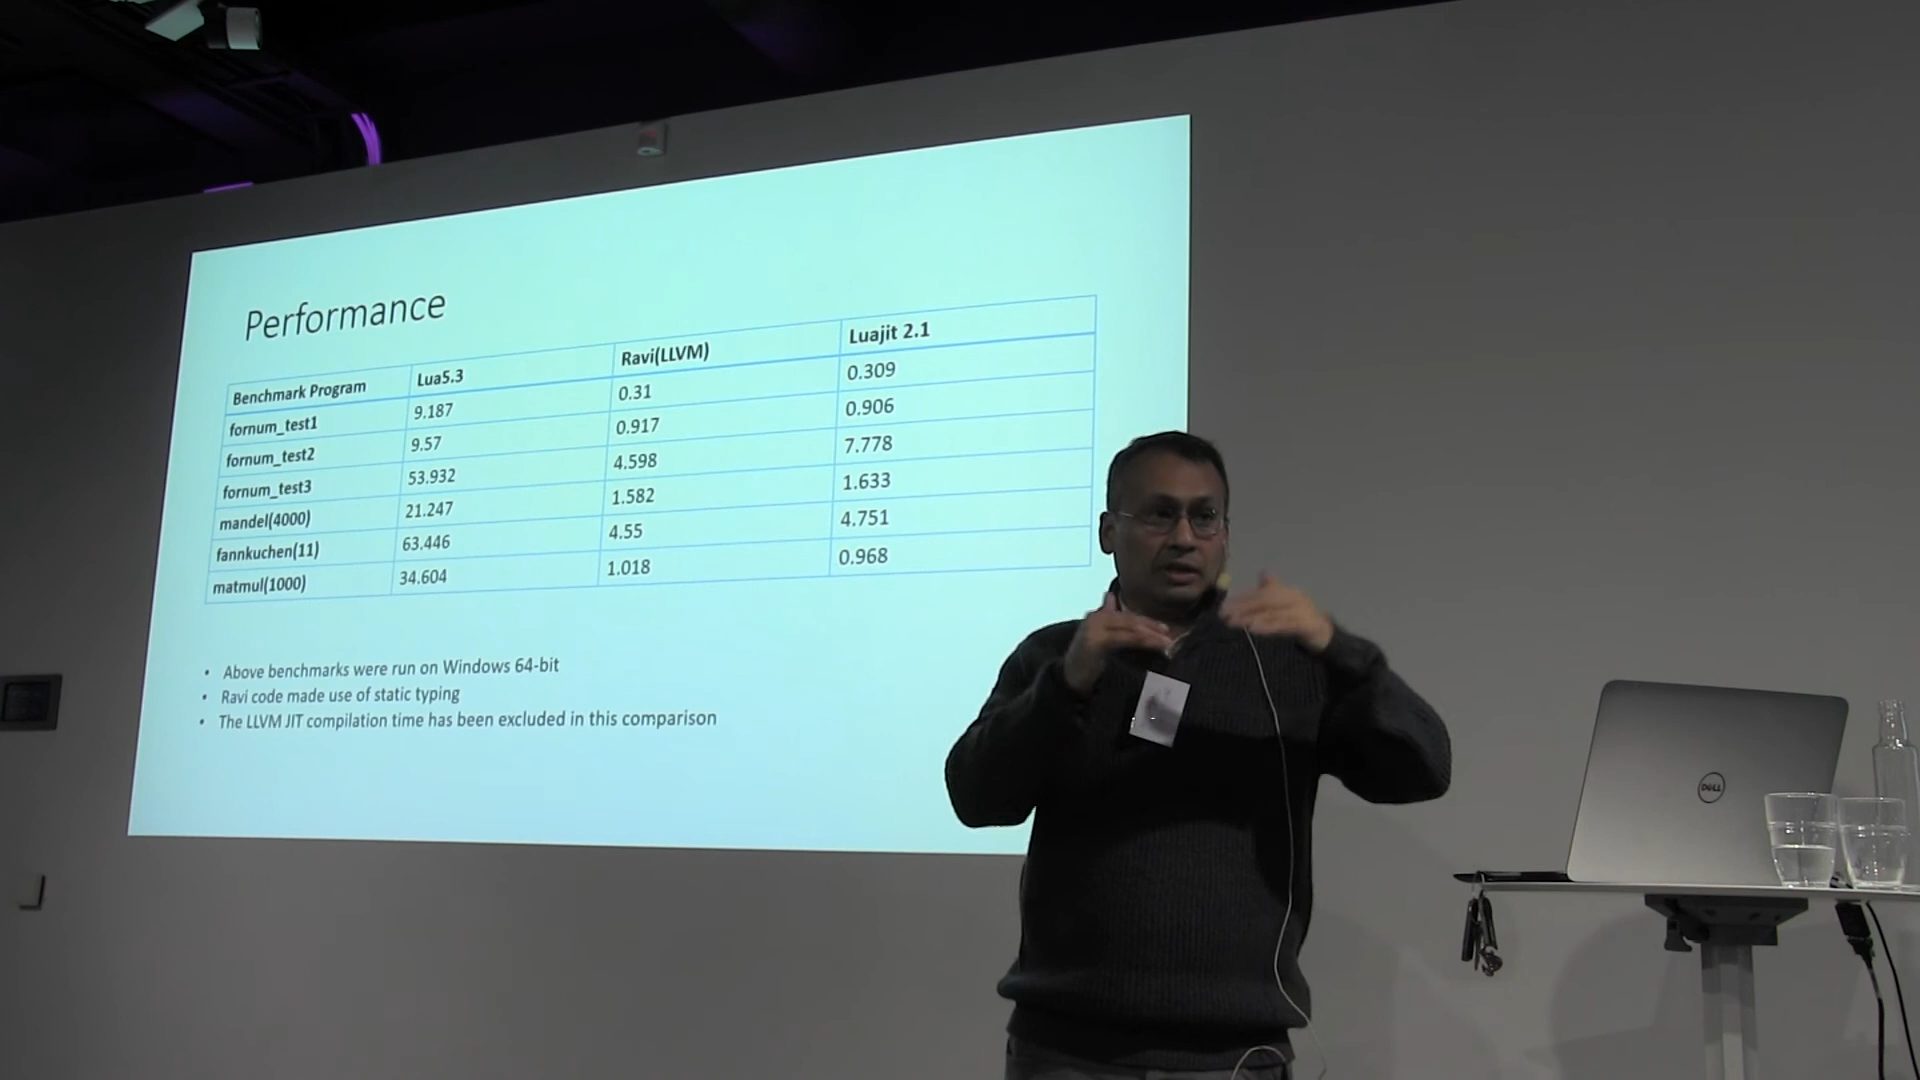 Performance
Benchmark Program Lua5.3 Ravi(LLVM) Luajit 2.1
fornum_test1 9.187 0.31 0.309
fornum_test2 9.57 0.917 0.906
fornum_test3 53.932 4.598 7.778
mandel(4000) 21.247 1.582 1.633
fannkuchen(11) 63.446 4.55 4.751
matmul(1000) 34.604 1.018 0.968
• Above benchmarks were run on Windows 64-bit
• Ravi code made use of static typing
• The LLVM JIT compilation time has been excluded in this comparison
DELL